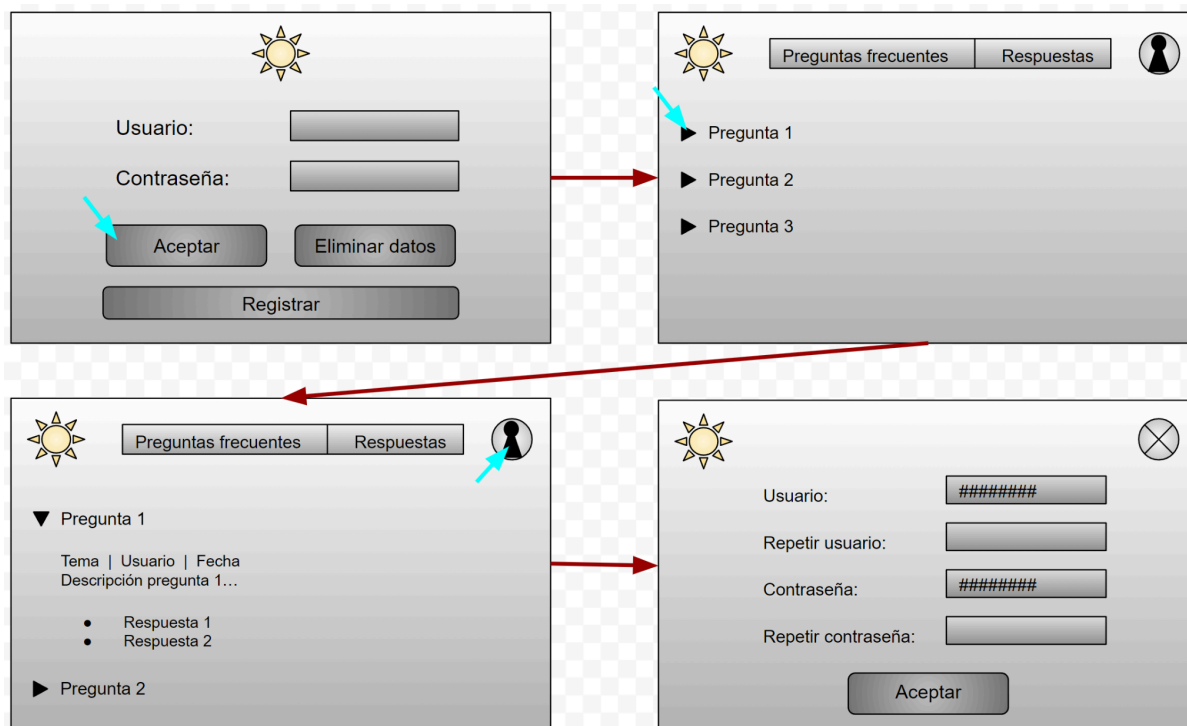 Usuario:
Contraseña:
Aceptar Eliminar datos
Registrar
Preguntas frecuentes Respuestas
Pregunta 1
Pregunta 2
Pregunta 3
Preguntas frecuentes Respuestas
Pregunta 1
Tema | Usuario | Fecha
Descripción pregunta 1...
● Respuesta 1
● Respuesta 2
Pregunta 2
Usuario: ########
Repetir usuario:
Contraseña: ########
Repetir contraseña:
Aceptar